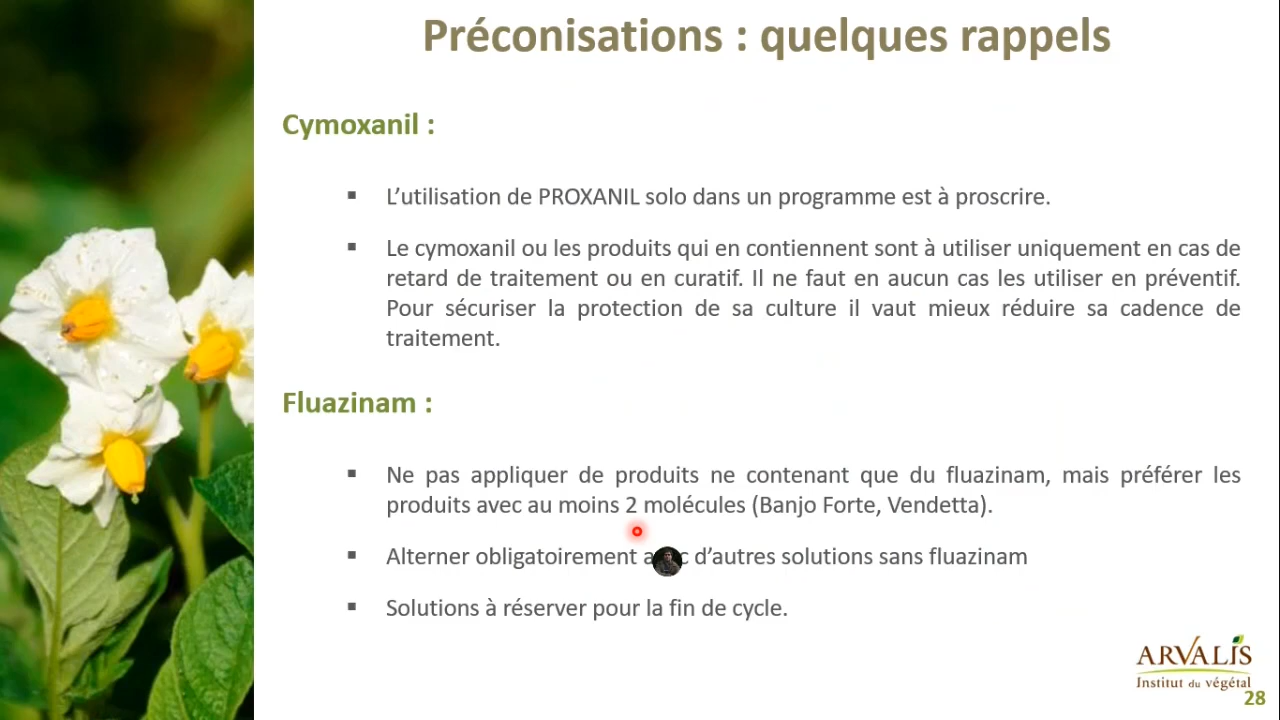 Préconisations : quelques rappels
Cymoxanil :
▪ L’utilisation de PROXANIL solo dans un programme est à proscrire.
▪ Le cymoxanil ou les produits qui en contiennent sont à utiliser uniquement en cas de
retard de traitement ou en curatif. Il ne faut en aucun cas les utiliser en préventif.
Pour sécuriser la protection de sa culture il vaut mieux réduire sa cadence de
traitement.
Fluazinam :
▪ Ne pas appliquer de produits ne contenant que du fluazinam, mais préférer les
produits avec au moins 2 molécules (Banjo Forte, Vendetta).
▪ Alterner obligatoirement d’autres solutions sans fluazinam
▪ Solutions à réserver pour la fin de cycle.
ARVALIS
Institut du végétal
28